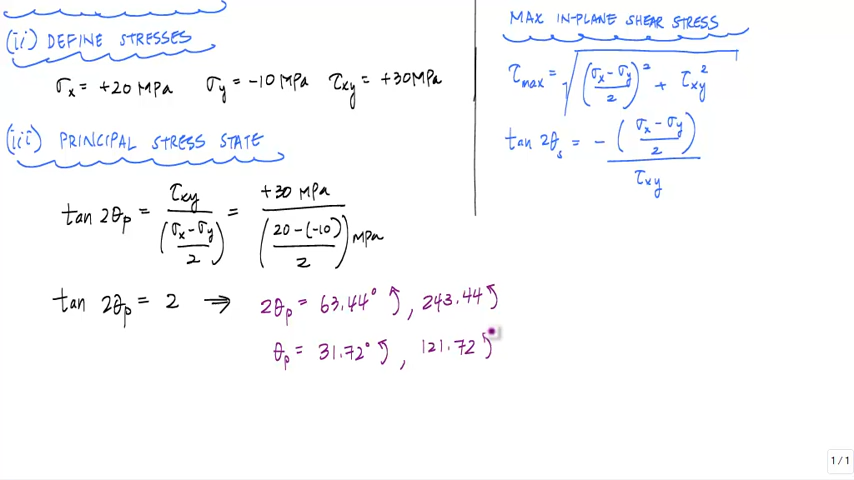 (ii) DEFINE STRESSES
σx = +20 MPa σy = -10 MPa τxy = +30 MPa
(iii) PRINCIPAL STRESS STATE
tan 2θp = τxy / ((σx - σy)/2) = +30 MPa / ((20 - (-10))/2) MPa
tan 2θp = 2 ⇒ 2θp = 63.44° ↺, 243.44 ↺
θp = 31.72° ↺, 121.72 ↺
MAX IN-PLANE SHEAR STRESS
τmax = √(((σx - σy)/2)² + τxy²)
tan 2θs = - ((σx - σy)/2) / τxy
1 / 1